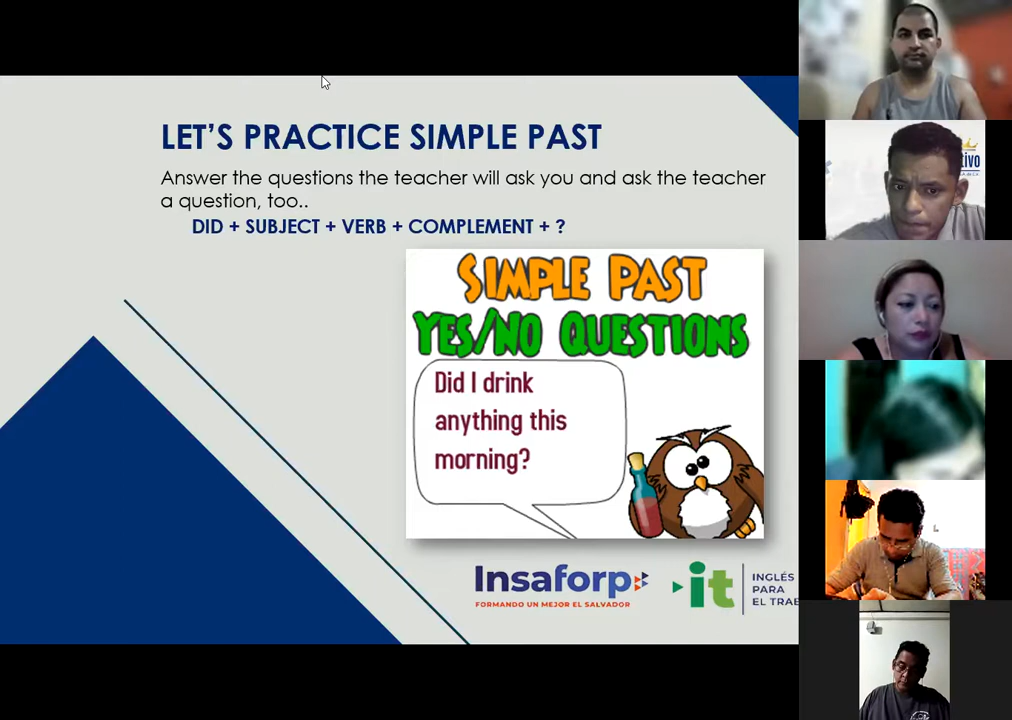 LET'S PRACTICE SIMPLE PAST
Answer the questions the teacher will ask you and ask the teacher
a question, too..
DID + SUBJECT + VERB + COMPLEMENT + ?
SIMPLE PAST
YES/NO QUESTIONS
Did I drink
anything this
morning?
Insaforp
FORMANDO UN MEJOR EL SALVADOR
it
INGLÉS
PARA
EL TRA
tivo